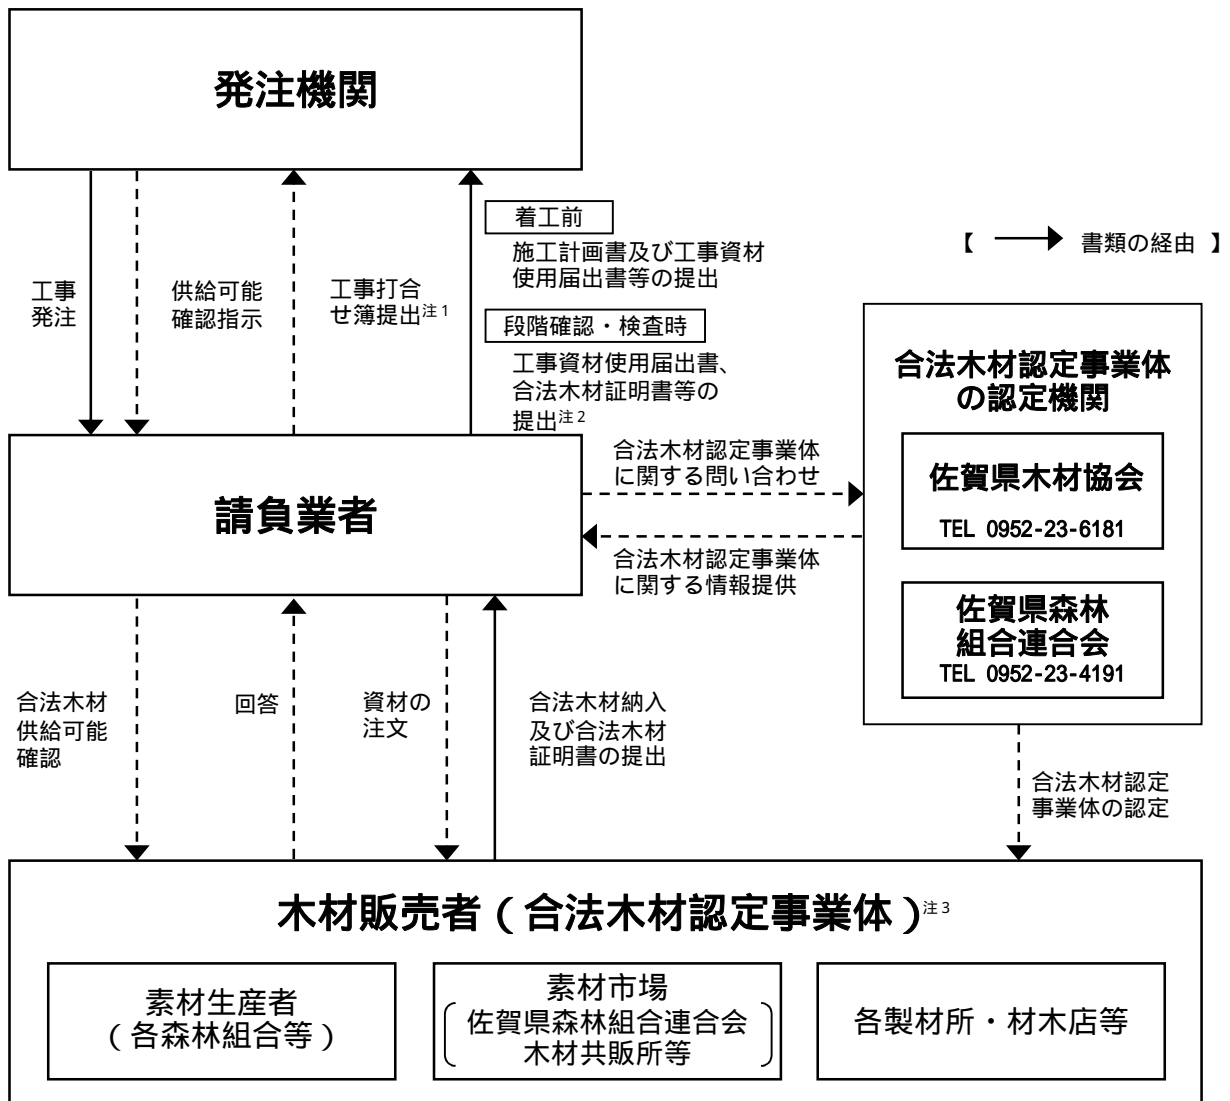 発注機関
工事
発注
供給可能
確認指示
工事打合
せ簿提出注1
着工前
施工計画書及び工事資材
使用届出書等の提出
段階確認・検査時
工事資材使用届出書、
合法木材証明書等の
提出注2
【 書類の経由 】
請負業者
合法木材認定事業体
に関する問い合わせ
合法木材認定事業体
に関する情報提供
合法木材認定事業体
の認定機関
佐賀県木材協会
TEL 0952-23-6181
佐賀県森林
組合連合会
TEL 0952-23-4191
合法木材
供給可能
確認
回答
資材の
注文
合法木材納入
及び合法木材
証明書の提出
合法木材認定
事業体の認定
木材販売者(合法木材認定事業体)注3
素材生産者
(各森林組合等)
素材市場
佐賀県森林組合連合会
木材共販所等
各製材所・材木店等